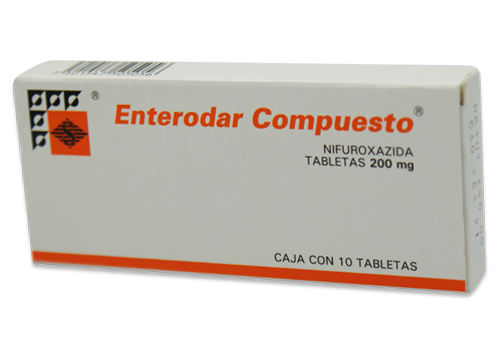 Enterodar Compuesto®
NIFUROXAZIDA
TABLETAS 200 mg
CAJA CON 10 TABLETAS